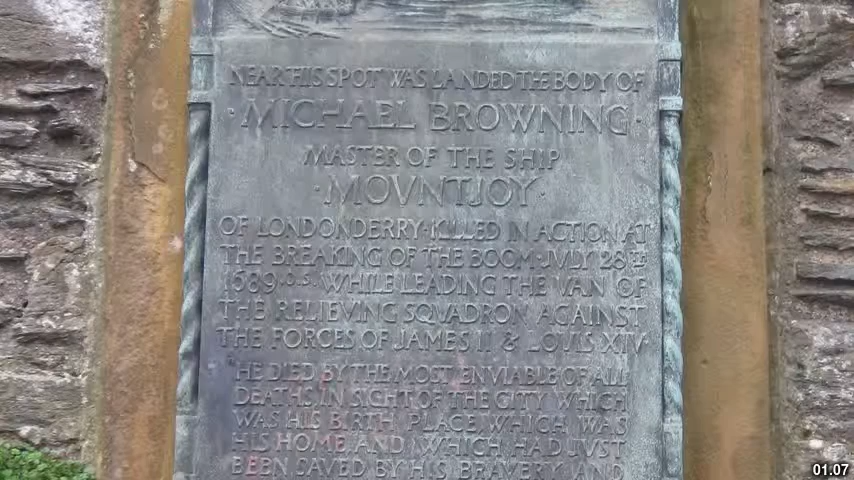 NEAR THIS SPOT WAS LANDED THE BODY OF
·MICHAEL BROWNING·
MASTER OF THE SHIP
·MOVNTJOY·
OF LONDONDERRY·KILLED IN ACTION AT
THE BREAKING OF THE BOOM·JVLY 28TH
1689·O.S. WHILE LEADING THE VAN OF
THE RELIEVING SQVADRON AGAINST
THE FORCES OF JAMES II & LOVIS XIV·
"HE DIED BY THE MOST ENVIABLE OF ALL
DEATHS IN SIGHT OF THE CITY WHICH
WAS HIS BIRTH PLACE WHICH WAS
HIS HOME AND WHICH HAD JVST
BEEN SAVED BY HIS BRAVERY AND
01.07